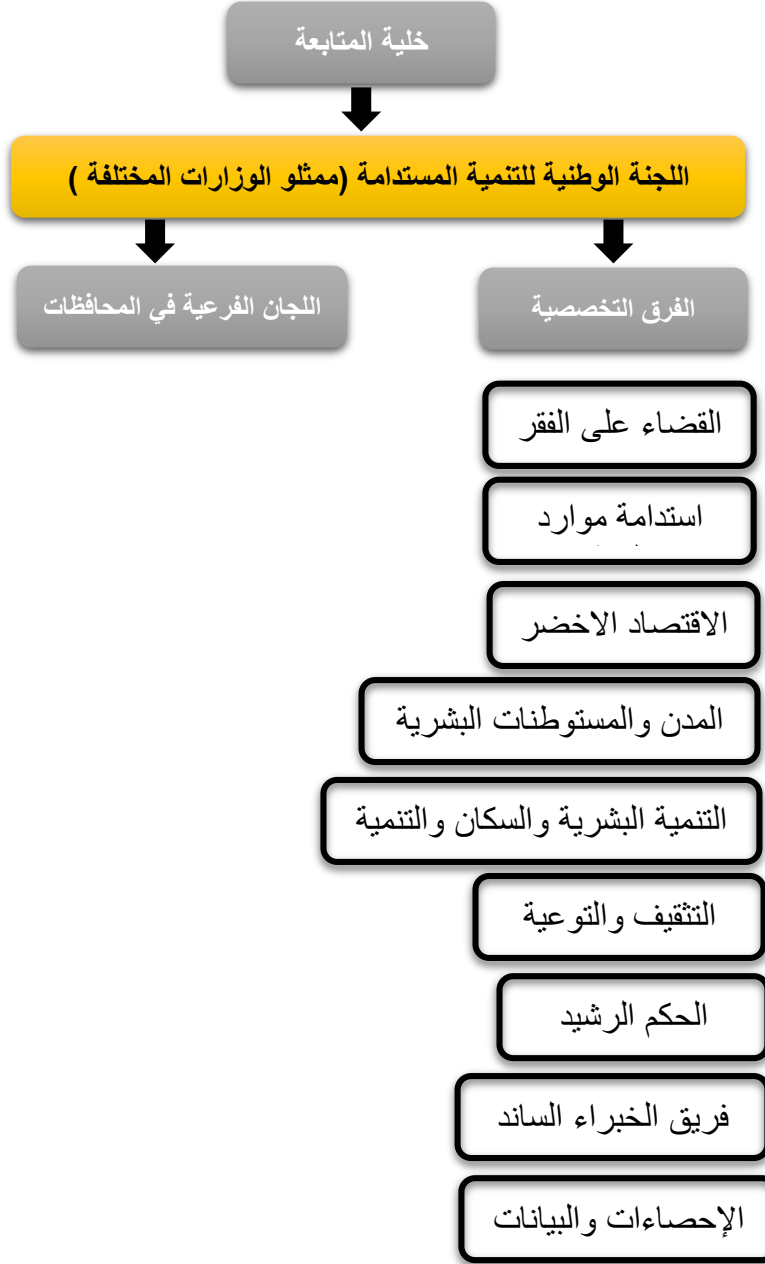 خلية المتابعة
اللجنة الوطنية للتنمية المستدامة (ممثلو الوزارات المختلفة )
الفرق التخصصية
اللجان الفرعية في المحافظات
القضاء على الفقر
استدامة موارد
الاقتصاد الاخضر
المدن والمستوطنات البشرية
التنمية البشرية والسكان والتنمية
التثقيف والتوعية
الحكم الرشيد
فريق الخبراء الساند
الإحصاءات والبيانات